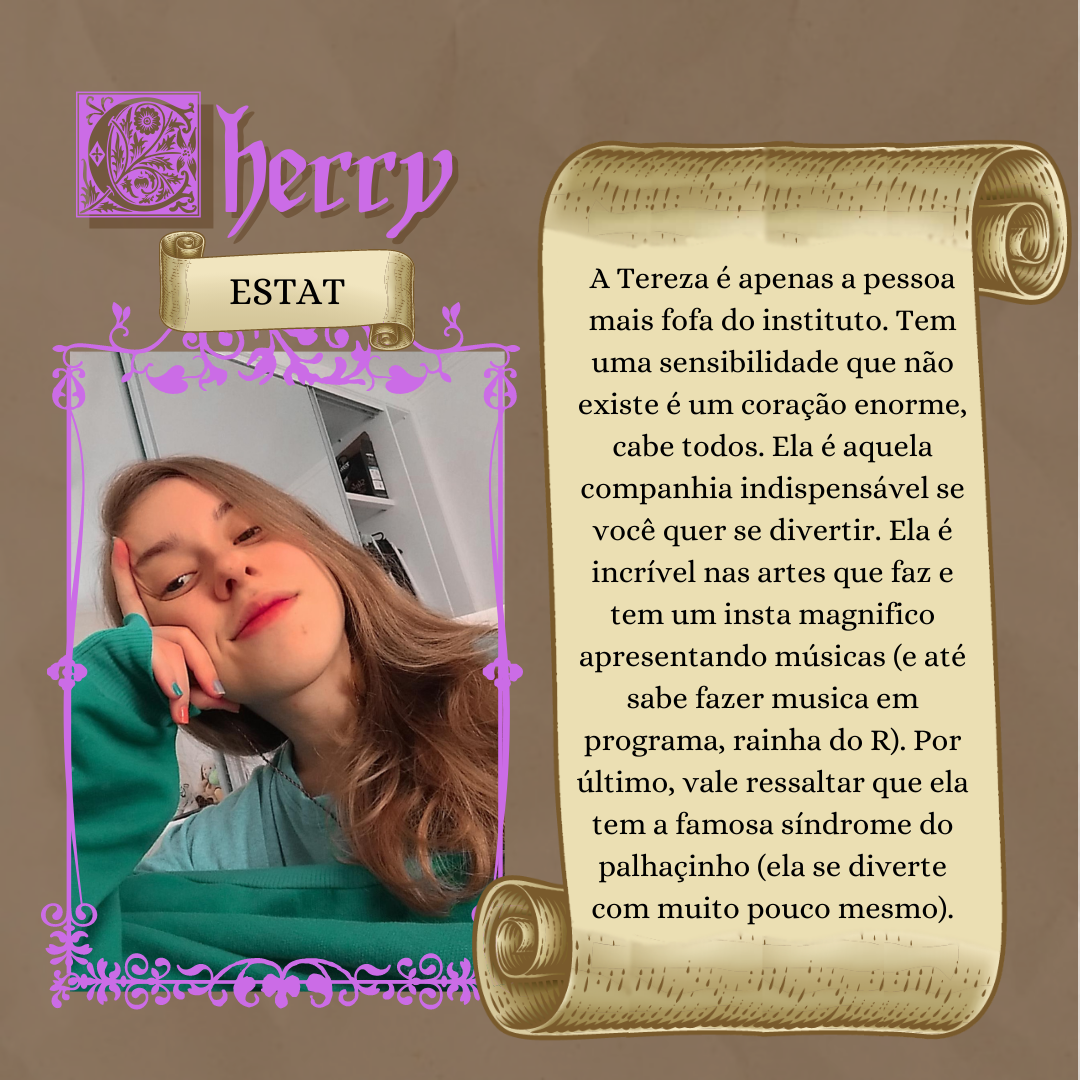 Cherry
ESTAT
A Tereza é apenas a pessoa
mais fofa do instituto. Tem
uma sensibilidade que não
existe é um coração enorme,
cabe todos. Ela é aquela
companhia indispensável se
você quer se divertir. Ela é
incrível nas artes que faz e
tem um insta magnifico
apresentando músicas (e até
sabe fazer musica em
programa, rainha do R). Por
último, vale ressaltar que ela
tem a famosa síndrome do
palhaçinho (ela se diverte
com muito pouco mesmo).